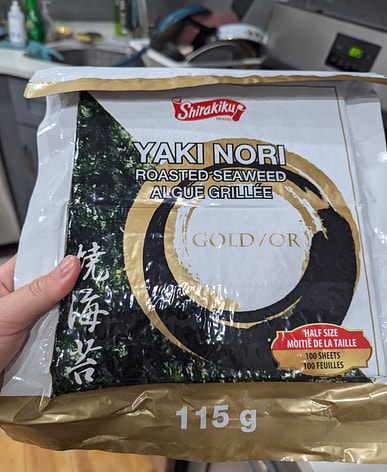 Shirakiku
BRAND
YAKI NORI
ROASTED SEAWEED
ALGUE GRILLÉE
GOLD/OR
焼海苔
*HALF SIZE
MOITIÉ DE LA TAILLE
100 SHEETS
100 FEUILLES
115 g